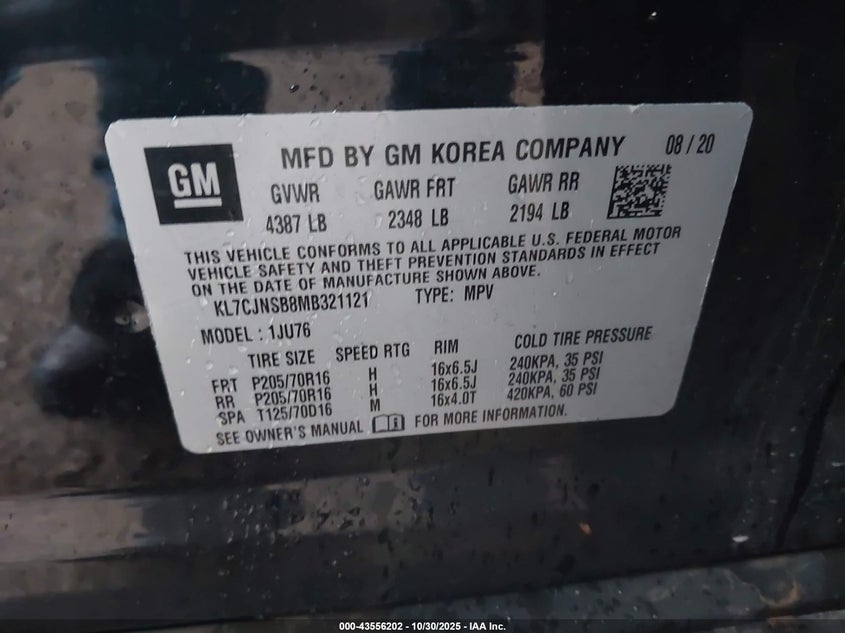 GM
MFD BY GM KOREA COMPANY 08 / 20
GVWR GAWR FRT GAWR RR
4387 LB 2348 LB 2194 LB
THIS VEHICLE CONFORMS TO ALL APPLICABLE U.S. FEDERAL MOTOR
VEHICLE SAFETY AND THEFT PREVENTION STANDARDS IN EFFECT
ON THE DATE OF MANUFACTURE SHOWN ABOVE.
KL7CJNSB8MB321121 TYPE: MPV
MODEL : 1JU76
TIRE SIZE SPEED RTG RIM COLD TIRE PRESSURE
FRT P205/70R16 H 16x6.5J 240KPA, 35 PSI
RR P205/70R16 H 16x6.5J 240KPA, 35 PSI
SPA T125/70D16 M 16x4.0T 420KPA, 60 PSI
SEE OWNER'S MANUAL FOR MORE INFORMATION.
000-43556202 - 10/30/2025 - IAA Inc.